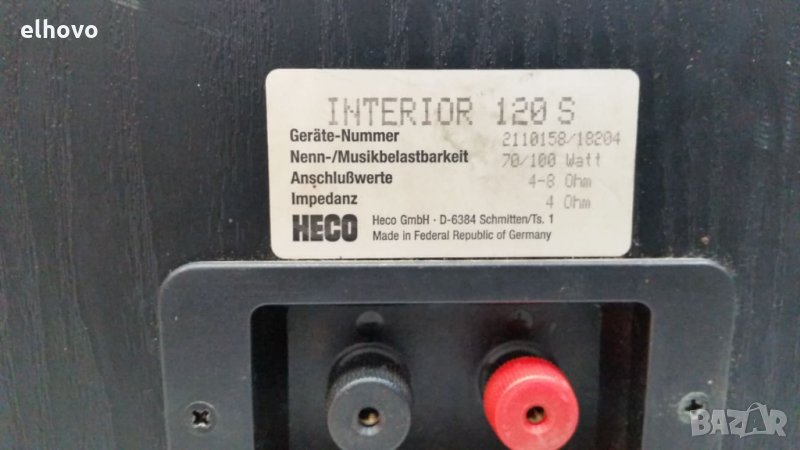 elhovo
INTERIOR 120 S
Geräte-Nummer 2110158/18204
Nenn-/Musikbelastbarkeit 70/100 Watt
Anschlußwerte 4-8 Ohm
Impedanz 4 Ohm
HECO Heco GmbH · D-6384 Schmitten/Ts. 1
Made in Federal Republic of Germany
BAZAR